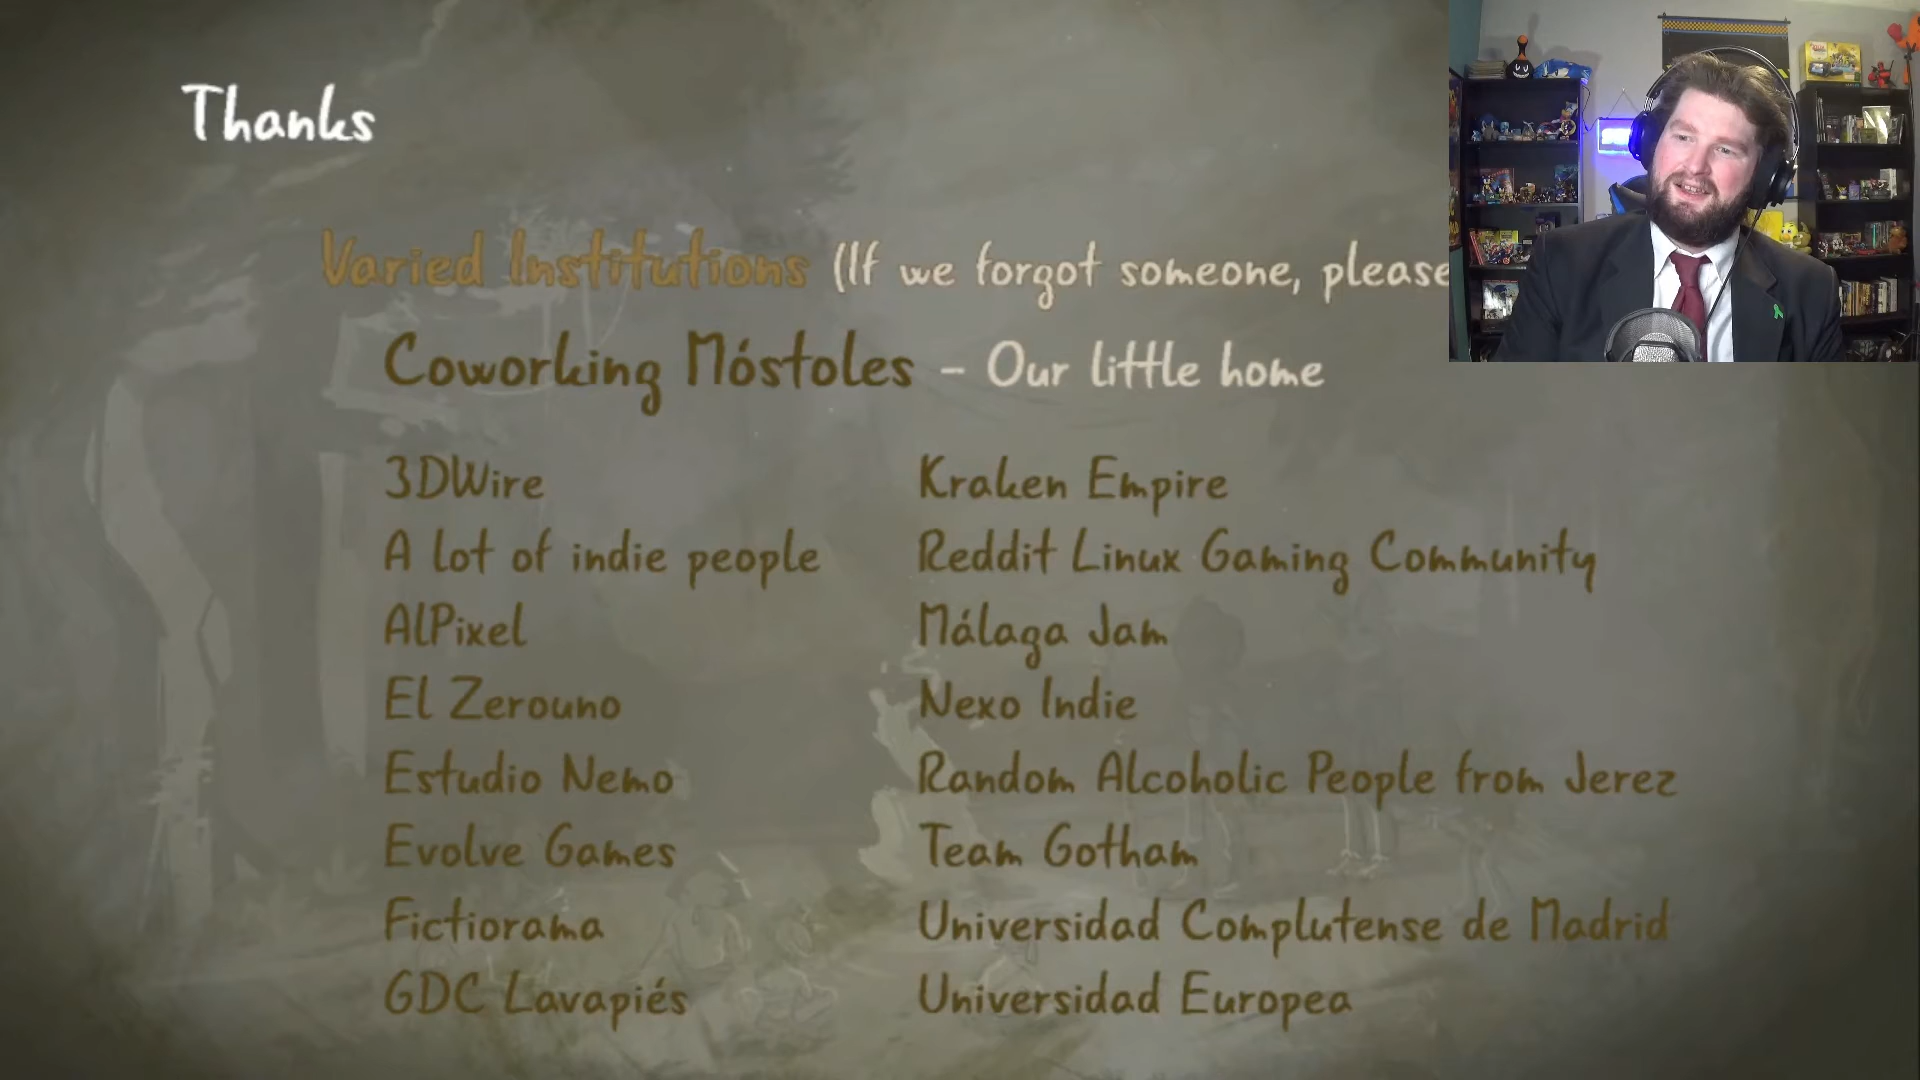 Thanks
Varied Institutions (If we forgot someone, please
Coworking Móstoles - Our little home
3DWire
Kraken Empire
A lot of indie people
Reddit Linux Gaming Community
AlPixel
Málaga Jam
El Zerouno
Nexo Indie
Estudio Nemo
Random Alcoholic People from Jerez
Evolve Games
Team Gotham
Fictiorama
Universidad Complutense de Madrid
GDC Lavapiés
Universidad Europea